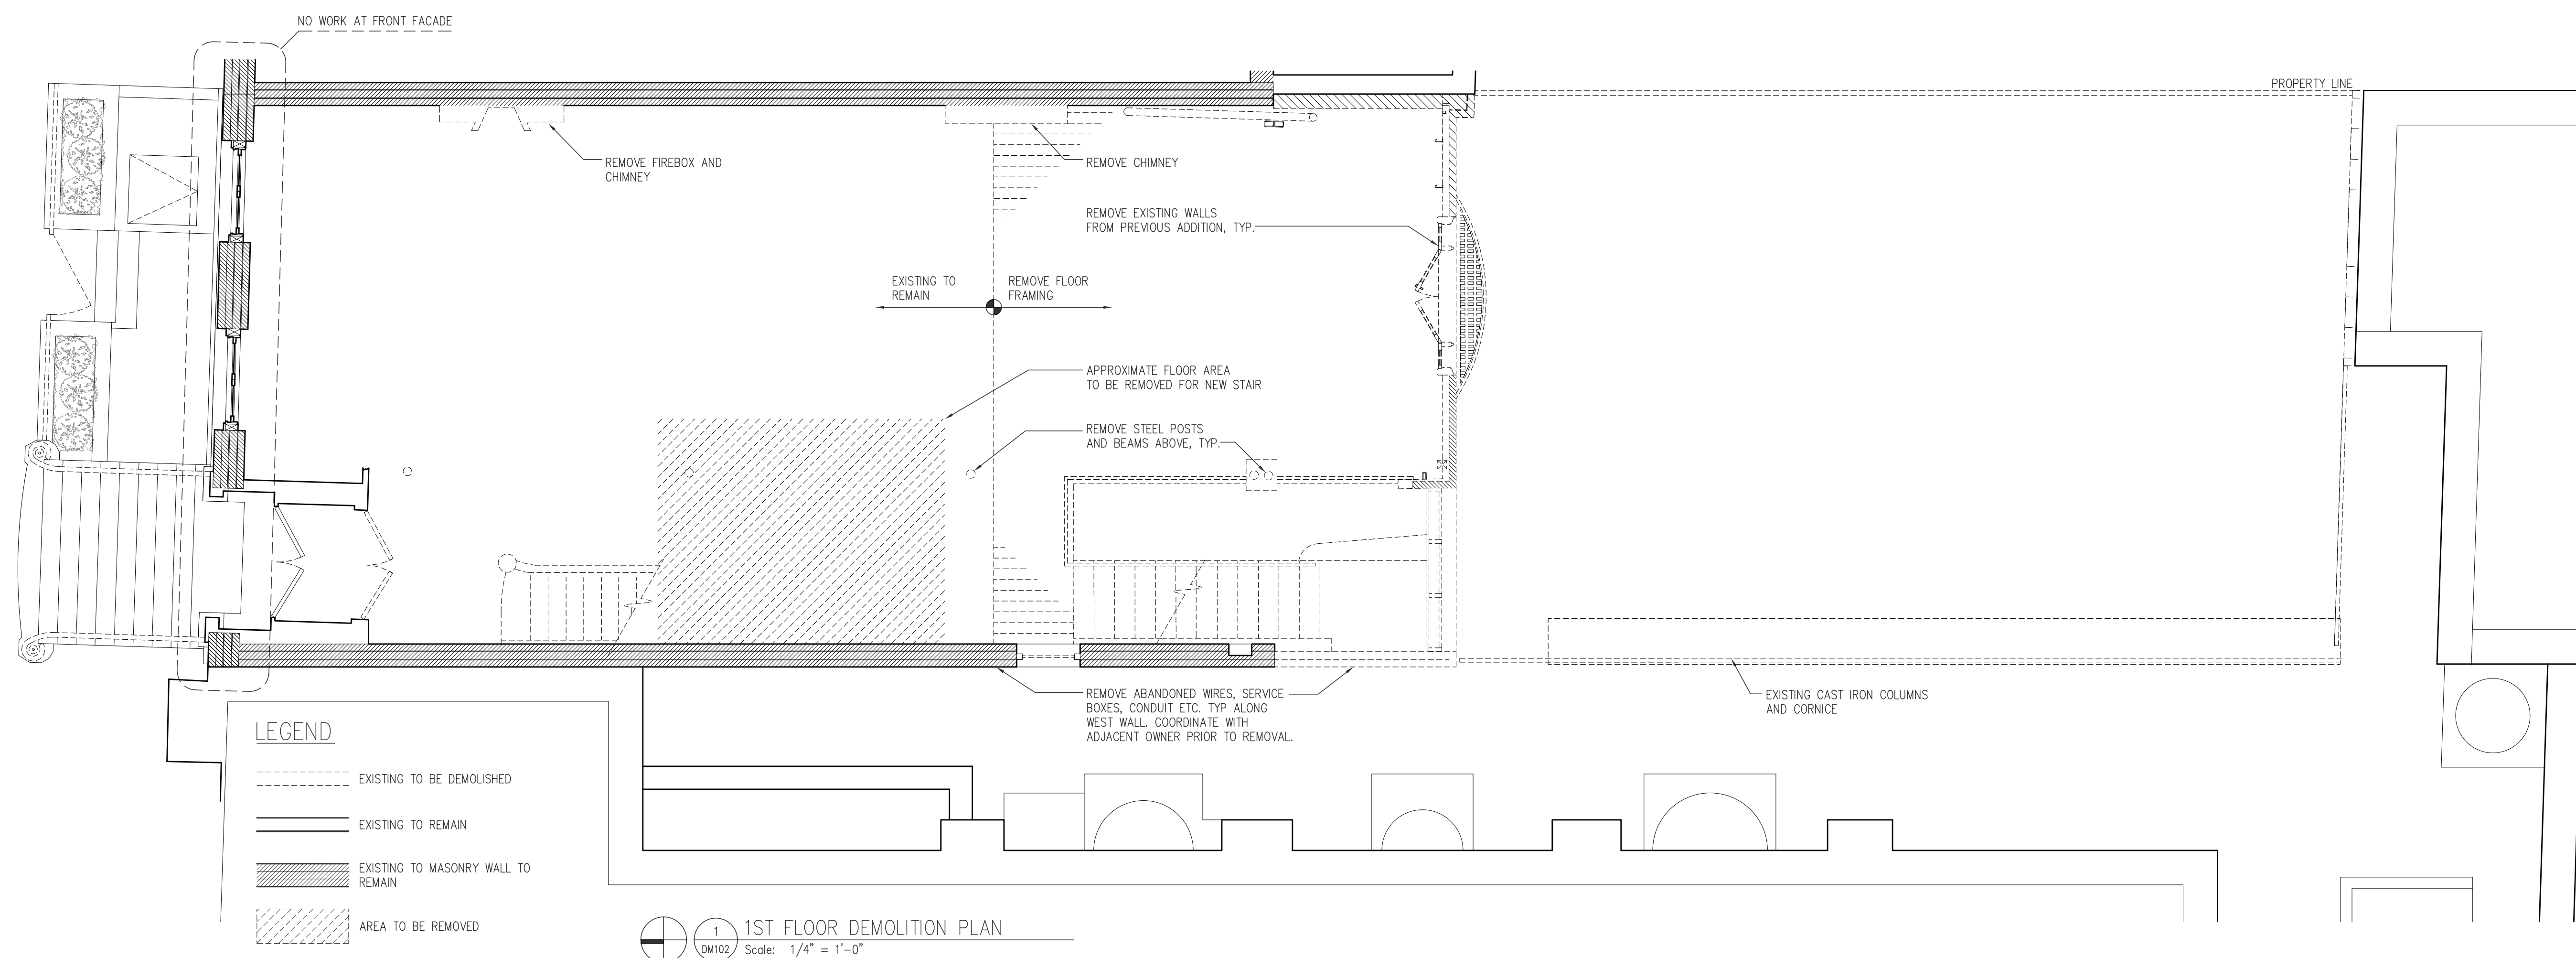 NO WORK AT FRONT FACADE
PROPERTY LINE
REMOVE FIREBOX AND
CHIMNEY
REMOVE CHIMNEY
REMOVE EXISTING WALLS
FROM PREVIOUS ADDITION, TYP.
EXISTING TO
REMAIN
REMOVE FLOOR
FRAMING
APPROXIMATE FLOOR AREA
TO BE REMOVED FOR NEW STAIR
REMOVE STEEL POSTS
AND BEAMS ABOVE, TYP.
REMOVE ABANDONED WIRES, SERVICE
BOXES, CONDUIT ETC. TYP ALONG
WEST WALL. COORDINATE WITH
ADJACENT OWNER PRIOR TO REMOVAL.
EXISTING CAST IRON COLUMNS
AND CORNICE
LEGEND
EXISTING TO BE DEMOLISHED
EXISTING TO REMAIN
EXISTING TO MASONRY WALL TO
REMAIN
AREA TO BE REMOVED
1
DM102
1ST FLOOR DEMOLITION PLAN
Scale: 1/4" = 1'-0"